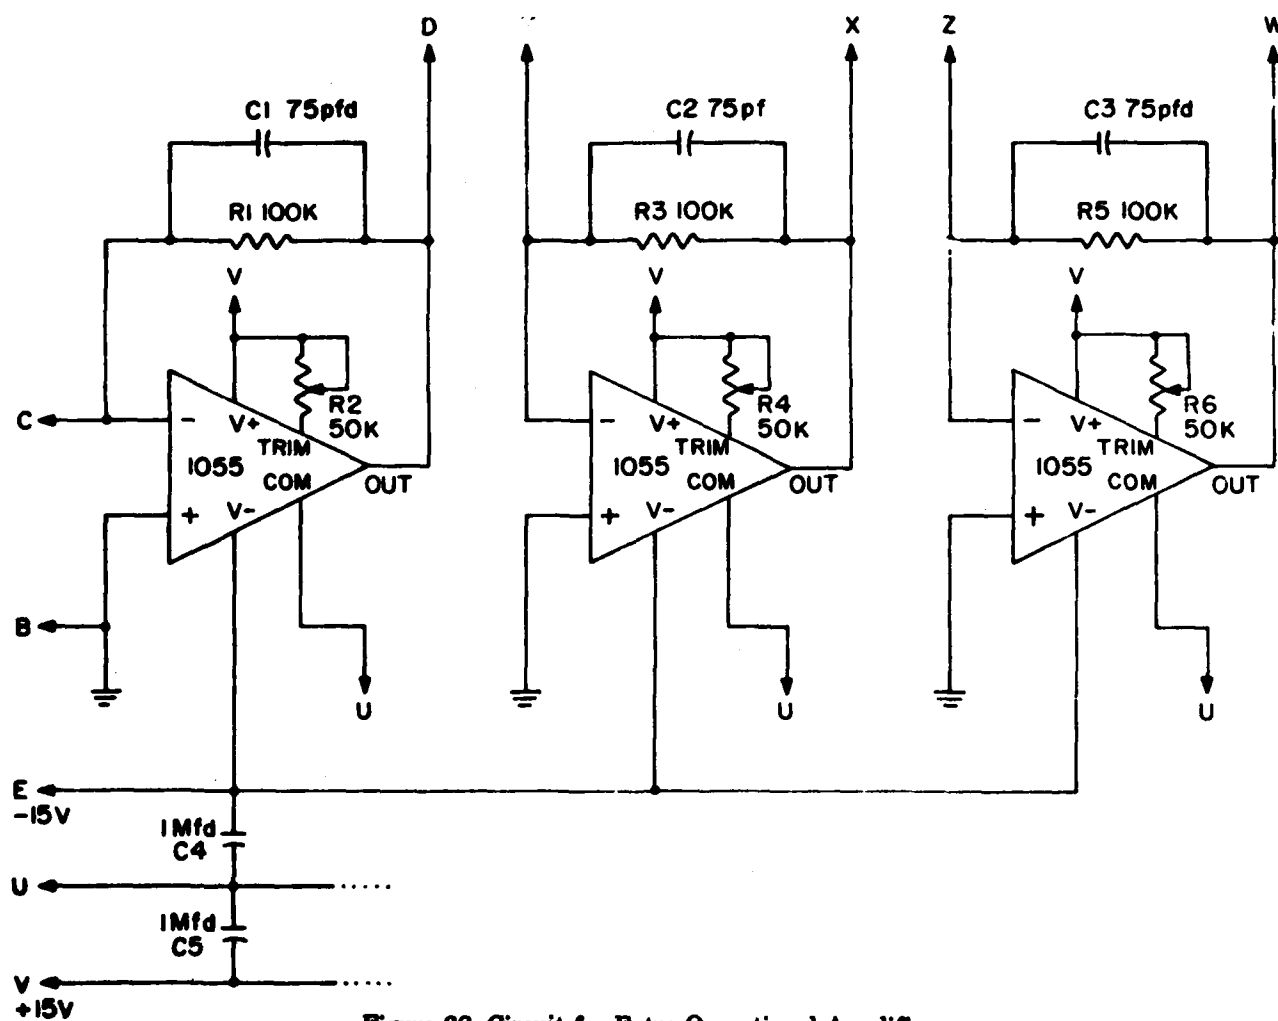 D
X
Z
W
C1 75pfd
C2 75pf
C3 75pfd
R1 100K
R3 100K
R5 100K
V
V
V
R2
50K
R4
50K
R6
50K
C
-
V+
TRIM
1055
COM
OUT
+
V-
-
V+
TRIM
1055
COM
OUT
+
V-
-
V+
TRIM
1055
COM
OUT
+
V-
B
U
U
U
E
-15V
1Mfd
C4
U
1Mfd
C5
V
+15V